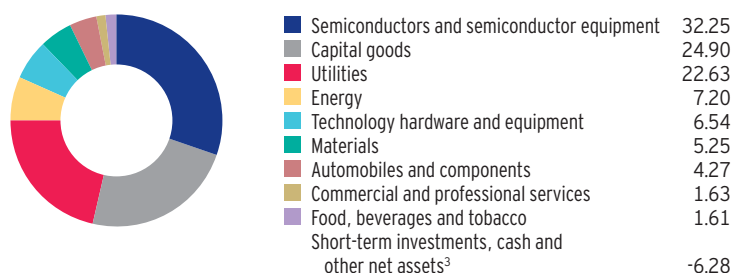 Semiconductors and semiconductor equipment 32.25
Capital goods 24.90
Utilities 22.63
Energy 7.20
Technology hardware and equipment 6.54
Materials 5.25
Automobiles and components 4.27
Commercial and professional services 1.63
Food, beverages and tobacco 1.61
Short-term investments, cash and
other net assets³ -6.28